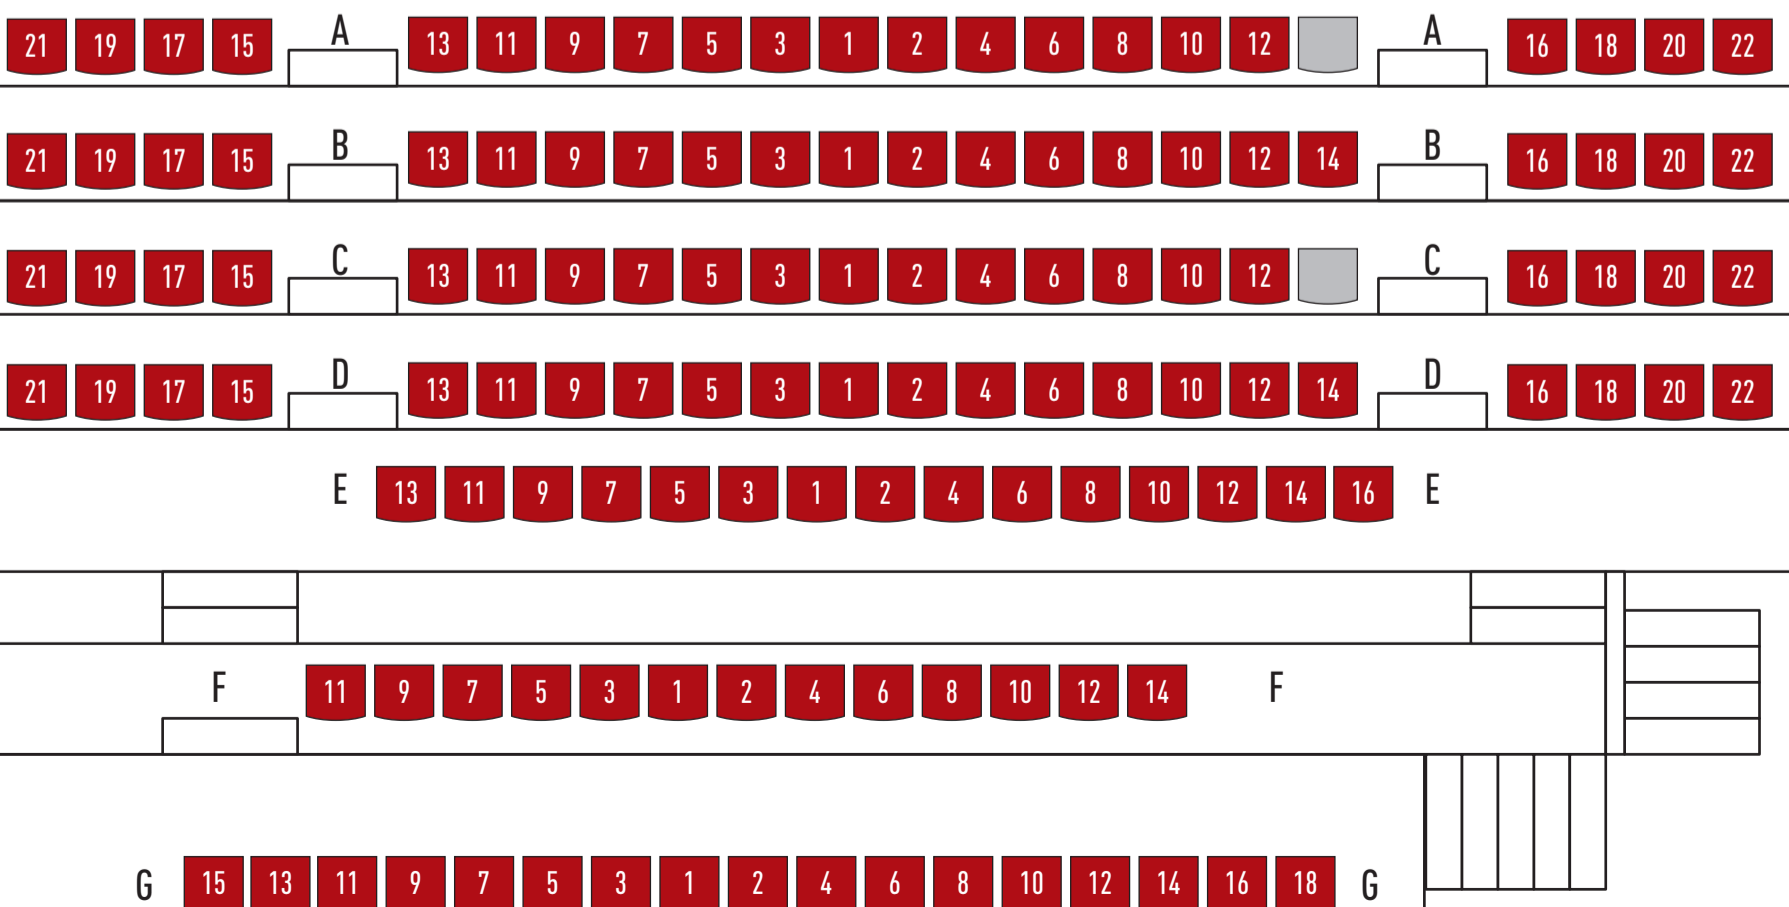 21 19 17 15 A 13 11 9 7 5 3 1 2 4 6 8 10 12 A 16 18 20 22
21 19 17 15 B 13 11 9 7 5 3 1 2 4 6 8 10 12 14 B 16 18 20 22
21 19 17 15 C 13 11 9 7 5 3 1 2 4 6 8 10 12 C 16 18 20 22
21 19 17 15 D 13 11 9 7 5 3 1 2 4 6 8 10 12 14 D 16 18 20 22
E 13 11 9 7 5 3 1 2 4 6 8 10 12 14 16 E
F 11 9 7 5 3 1 2 4 6 8 10 12 14 F
G 15 13 11 9 7 5 3 1 2 4 6 8 10 12 14 16 18 G